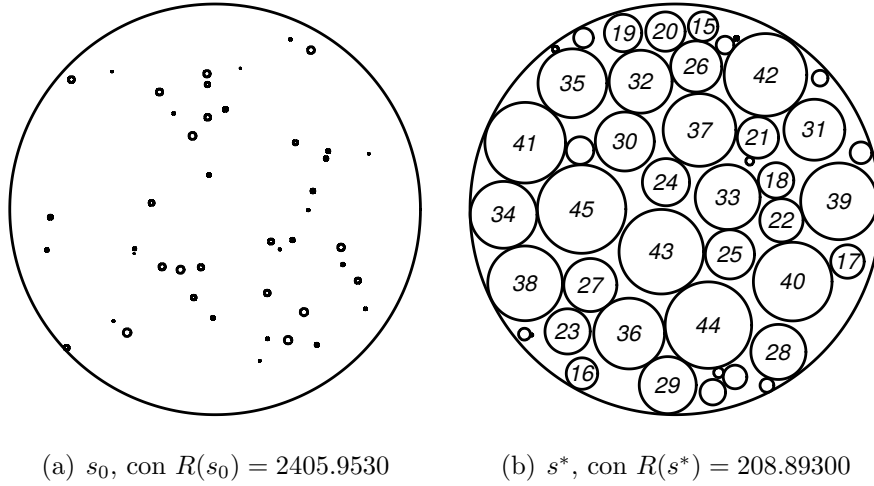 19 20 15
35 32 26 42
41 30 37 21 31
24 18
34 45 33 22 39
43 25 17
38 27 40
23 36 44
28
16 29
(a) s₀, con R(s₀) = 2405.9530
(b) s*, con R(s*) = 208.89300